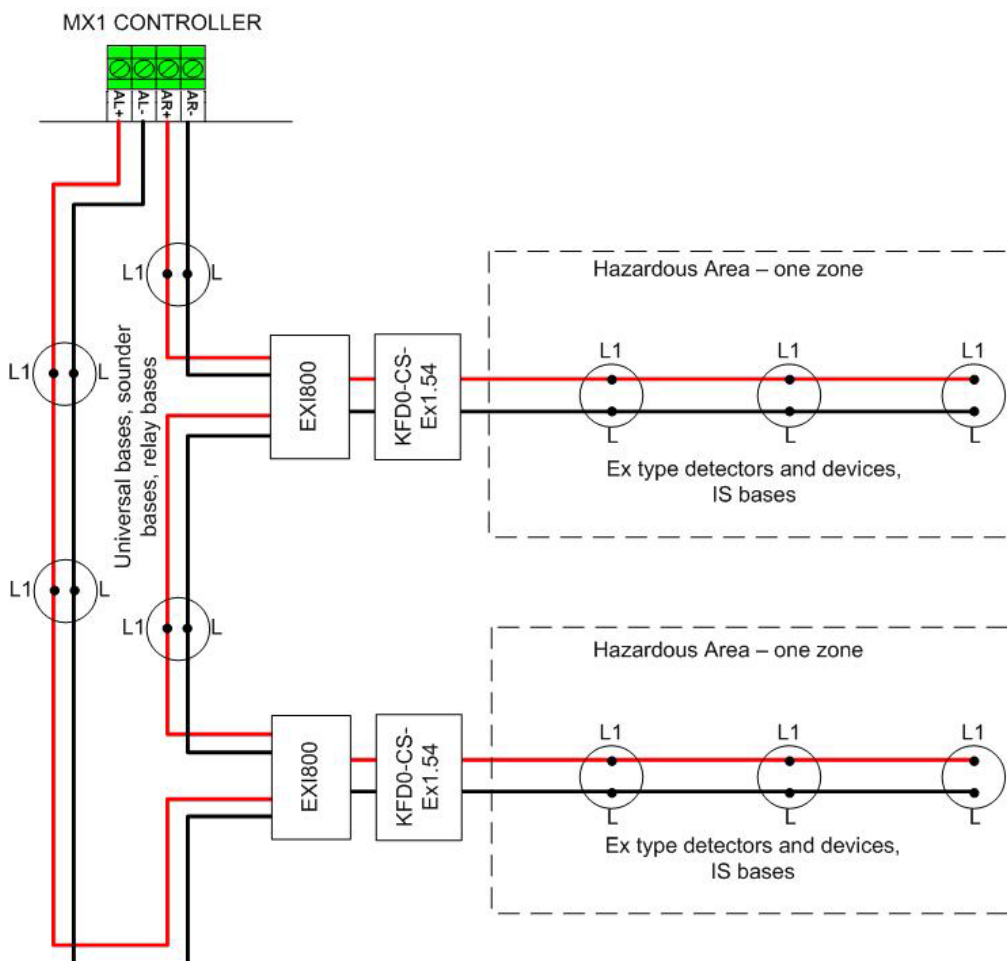 MX1 CONTROLLER
AL+
AL-
AR+
AR-
L1
L
L1
L
Universal bases, sounder
bases, relay bases
L1
L
L1
L
EXI800
KFD0-CS-
Ex1.54
Hazardous Area – one zone
L1
L1
L1
L
L
L
Ex type detectors and devices,
IS bases
EXI800
KFD0-CS-
Ex1.54
Hazardous Area – one zone
L1
L1
L1
L
L
L
Ex type detectors and devices,
IS bases